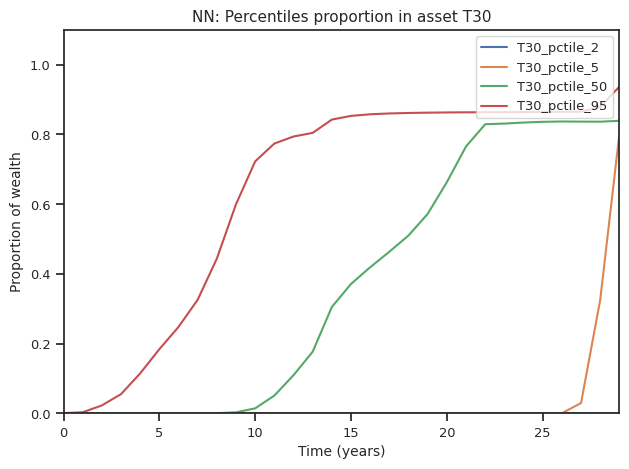 NN: Percentiles proportion in asset T30
T30_pctile_2
T30_pctile_5
T30_pctile_50
T30_pctile_95
Proportion of wealth
1.0
0.8
0.6
0.4
0.2
0.0
0 5 10 15 20 25
Time (years)